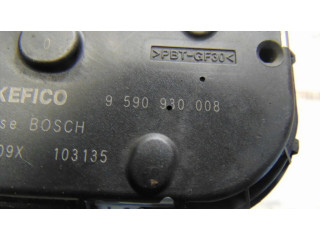 >PBT-GF30<
KEFICO
9 590 930 008
se BOSCH
09X 103135